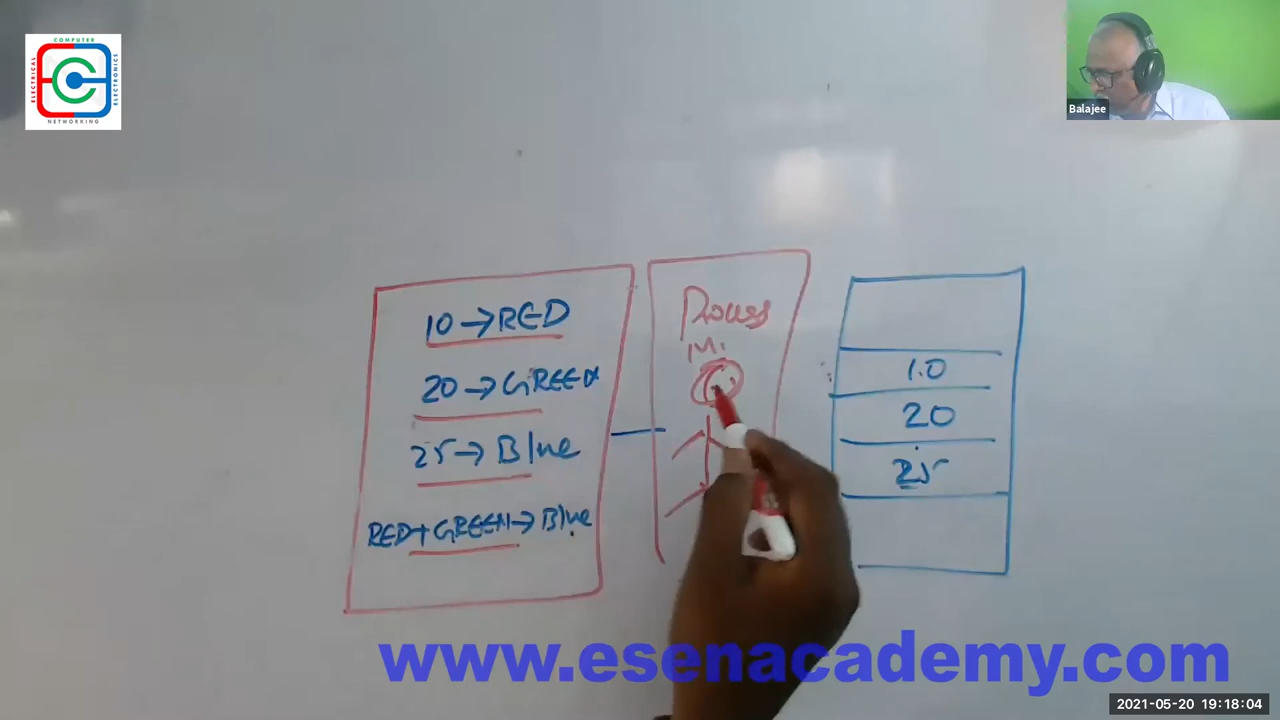 COMPUTER
ELECTRICAL
ELECTRONICS
NETWORKING
Balajee
10→RED
20→GREEN
25→Blue
RED+GREEN→Blue
Process
M.
10
20
25
www.esenacademy.com
2021-05-20 19:18:04